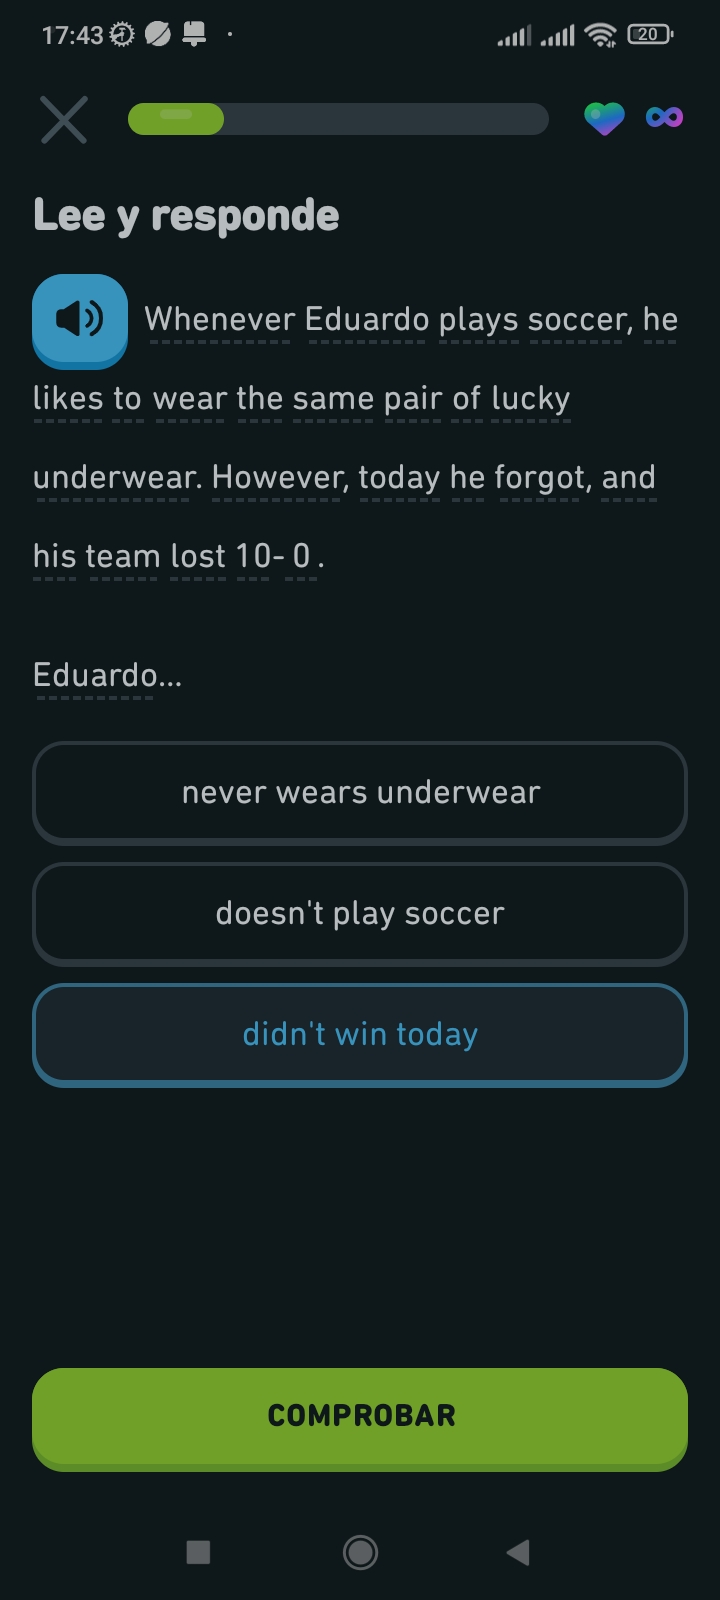 17:43
20
Lee y responde
Whenever Eduardo plays soccer, he
likes to wear the same pair of lucky
underwear. However, today he forgot, and
his team lost 10-0.
Eduardo...
never wears underwear
doesn't play soccer
didn't win today
COMPROBAR